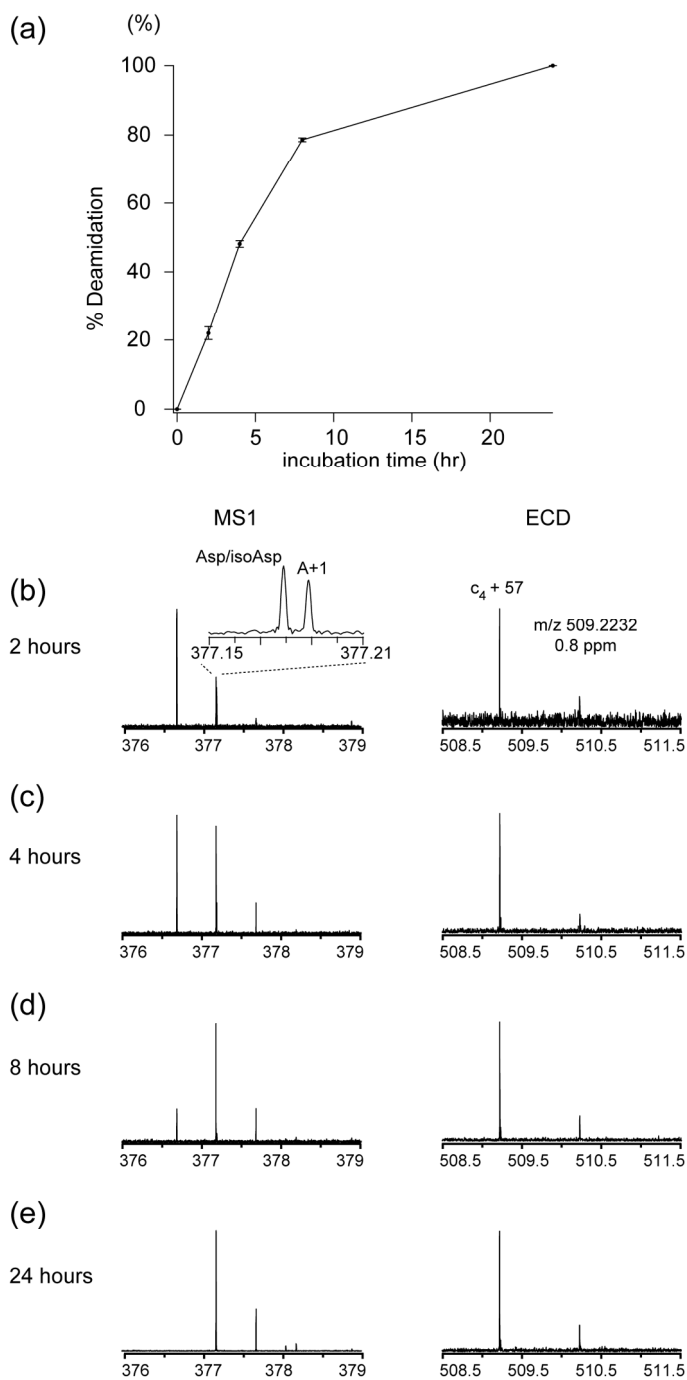 (a)
(%)
100
80
60
40
20
0
% Deamidation
0 5 10 15 20
incubation time (hr)
MS1 ECD
(b)
2 hours
Asp/isoAsp
A+1
377.15 377.21
376 377 378 379
c4 + 57
m/z 509.2232
0.8 ppm
508.5 509.5 510.5 511.5
(c)
4 hours
376 377 378 379
508.5 509.5 510.5 511.5
(d)
8 hours
376 377 378 379
508.5 509.5 510.5 511.5
(e)
24 hours
376 377 378 379
508.5 509.5 510.5 511.5